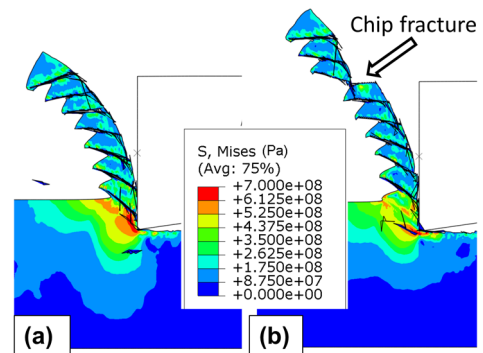 Chip fracture
S, Mises (Pa)
(Avg: 75%)
+7.000e+08
+6.125e+08
+5.250e+08
+4.375e+08
+3.500e+08
+2.625e+08
+1.750e+08
+8.750e+07
+0.000e+00
(a)
(b)